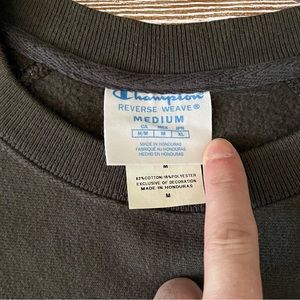 Champion
REVERSE WEAVE®
MEDIUM
CA MEX JPN
M/M M XL
MADE IN HONDURAS
FABRIQUÉ AU HONDURAS
HECHO EN HONDURAS
M
82%COTTON/18%POLYESTER
EXCLUSIVE OF DECORATION
MADE IN HONDURAS
M